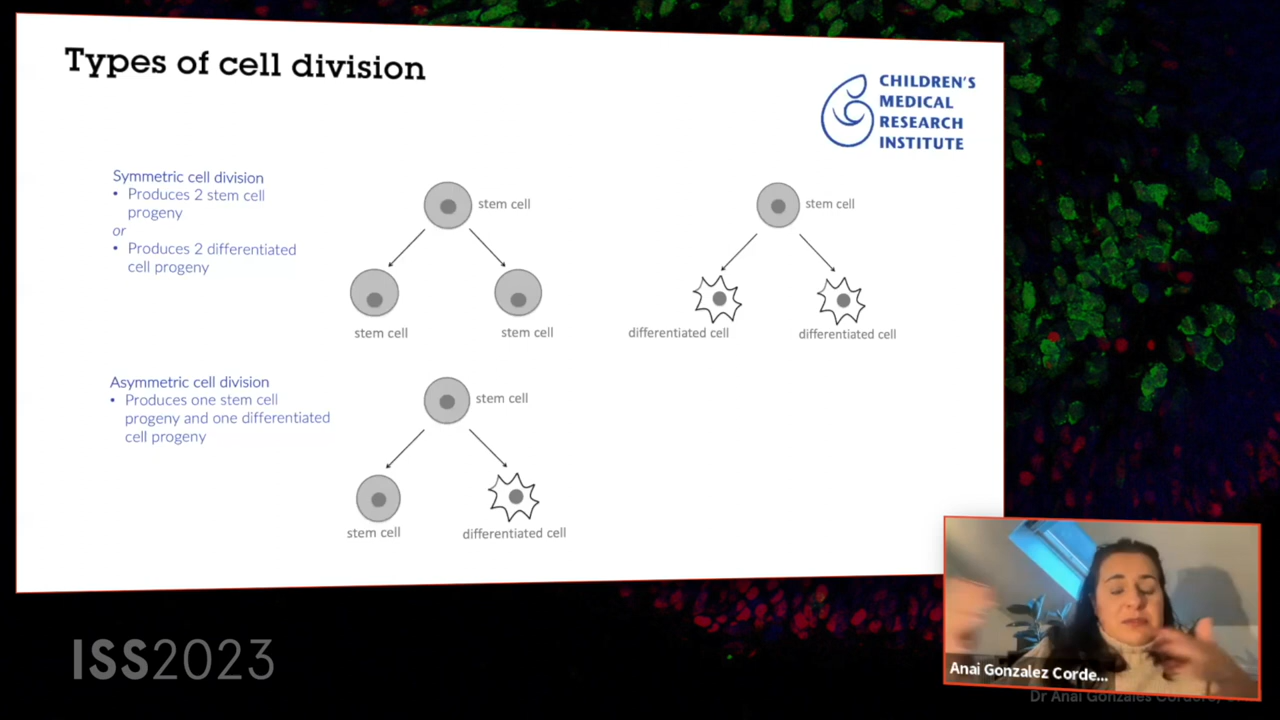 Types of cell division
CHILDREN'S
MEDICAL
RESEARCH
INSTITUTE
Symmetric cell division
• Produces 2 stem cell
progeny
or
• Produces 2 differentiated
cell progeny
stem cell
stem cell
stem cell
stem cell
differentiated cell
differentiated cell
Asymmetric cell division
• Produces one stem cell
progeny and one differentiated
cell progeny
stem cell
stem cell
differentiated cell
ISS2023
Anai Gonzalez Corde...
Dr Anai Gonzales Cordero,